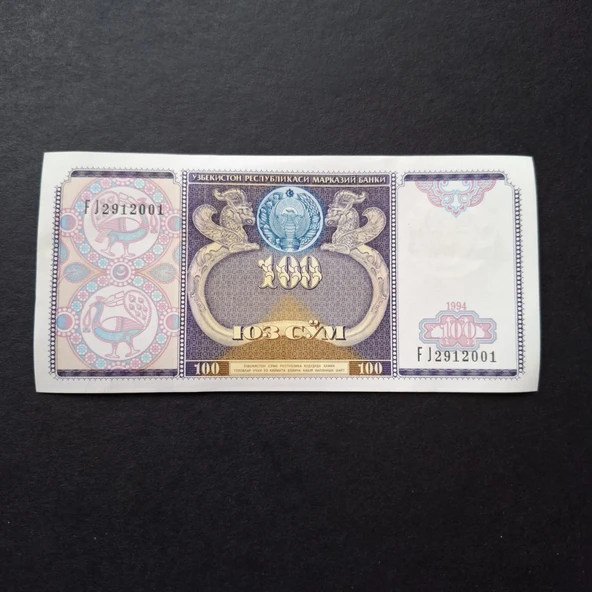 ЎЗБЕКИСТОН РЕСПУБЛИКАСИ МАРКАЗИЙ БАНКИ
FJ2912001
100
ЮЗ СЎМ
1994
100
FJ2912001
100
100